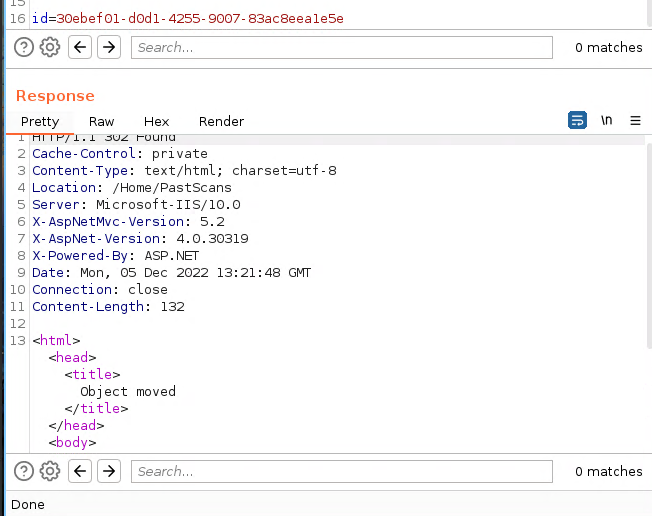 15
16 id=30ebef01-d0d1-4255-9007-83ac8eea1e5e
Search... 0 matches
Response
Pretty Raw Hex Render \n
1 HTTP/1.1 302 Found
2 Cache-Control: private
3 Content-Type: text/html; charset=utf-8
4 Location: /Home/PastScans
5 Server: Microsoft-IIS/10.0
6 X-AspNetMvc-Version: 5.2
7 X-AspNet-Version: 4.0.30319
8 X-Powered-By: ASP.NET
9 Date: Mon, 05 Dec 2022 13:21:48 GMT
10 Connection: close
11 Content-Length: 132
12
13 <html>
<head>
<title>
Object moved
</title>
</head>
<body>
Search... 0 matches
Done